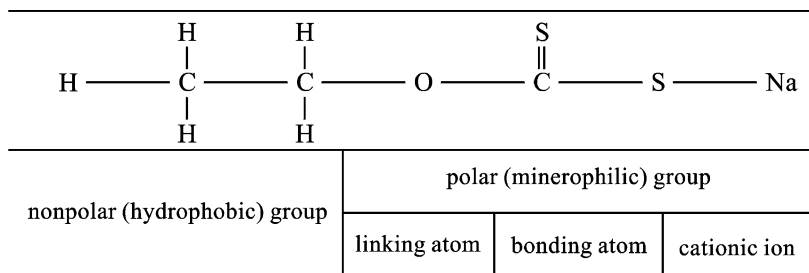 H H S
H C C O C S Na
H H
polar (minerophilic) group
nonpolar (hydrophobic) group
linking atom bonding atom cationic ion